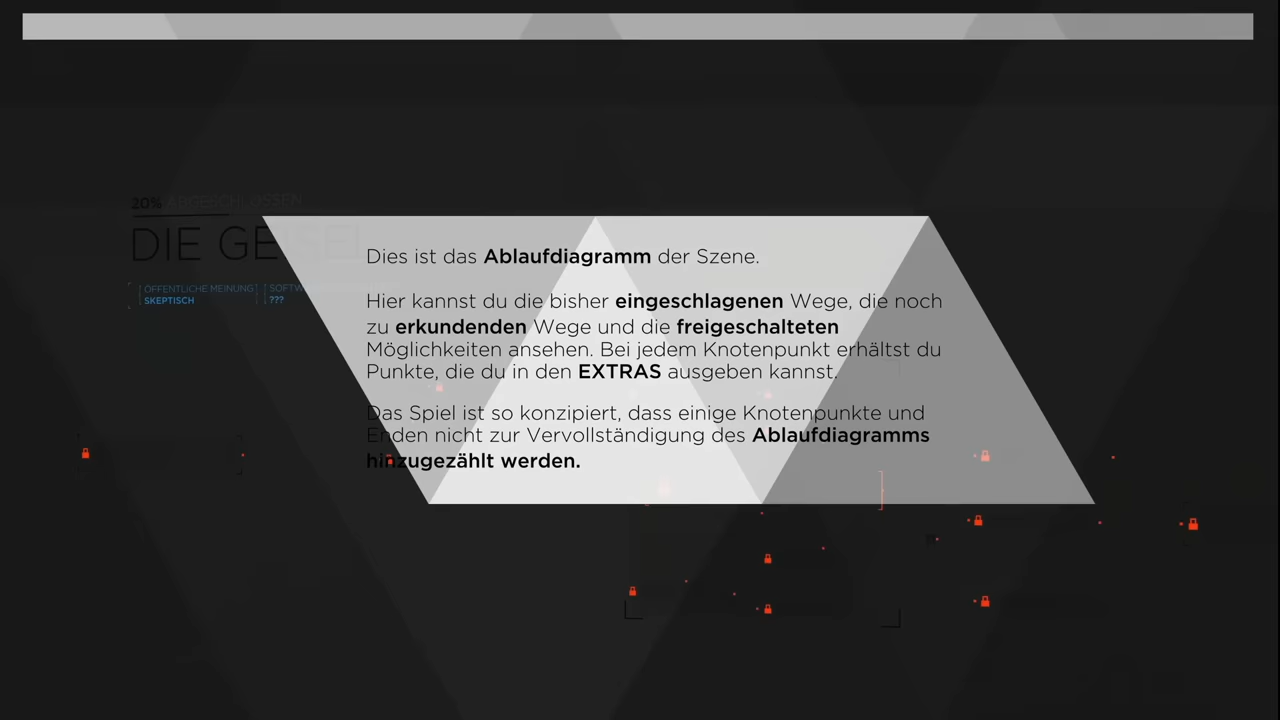 20% ABGESCHLOSSEN
DIE GEISEL
ÖFFENTLICHE MEINUNG
SKEPTISCH
SOFTW
???
Dies ist das Ablaufdiagramm der Szene.
Hier kannst du die bisher eingeschlagenen Wege, die noch
zu erkundenden Wege und die freigeschalteten
Möglichkeiten ansehen. Bei jedem Knotenpunkt erhältst du
Punkte, die du in den EXTRAS ausgeben kannst.
Das Spiel ist so konzipiert, dass einige Knotenpunkte und
Enden nicht zur Vervollständigung des Ablaufdiagramms
hinzugezählt werden.